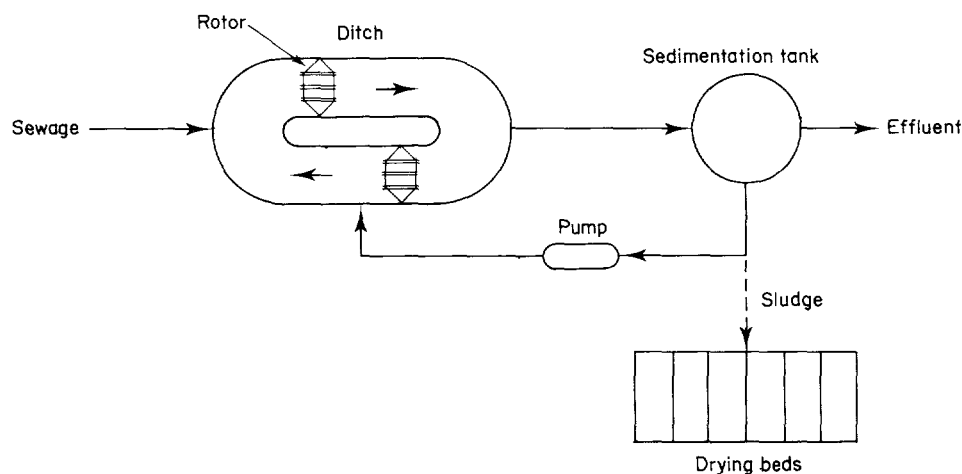 Rotor
Ditch
Sedimentation tank
Sewage
Effluent
Pump
Sludge
Drying beds